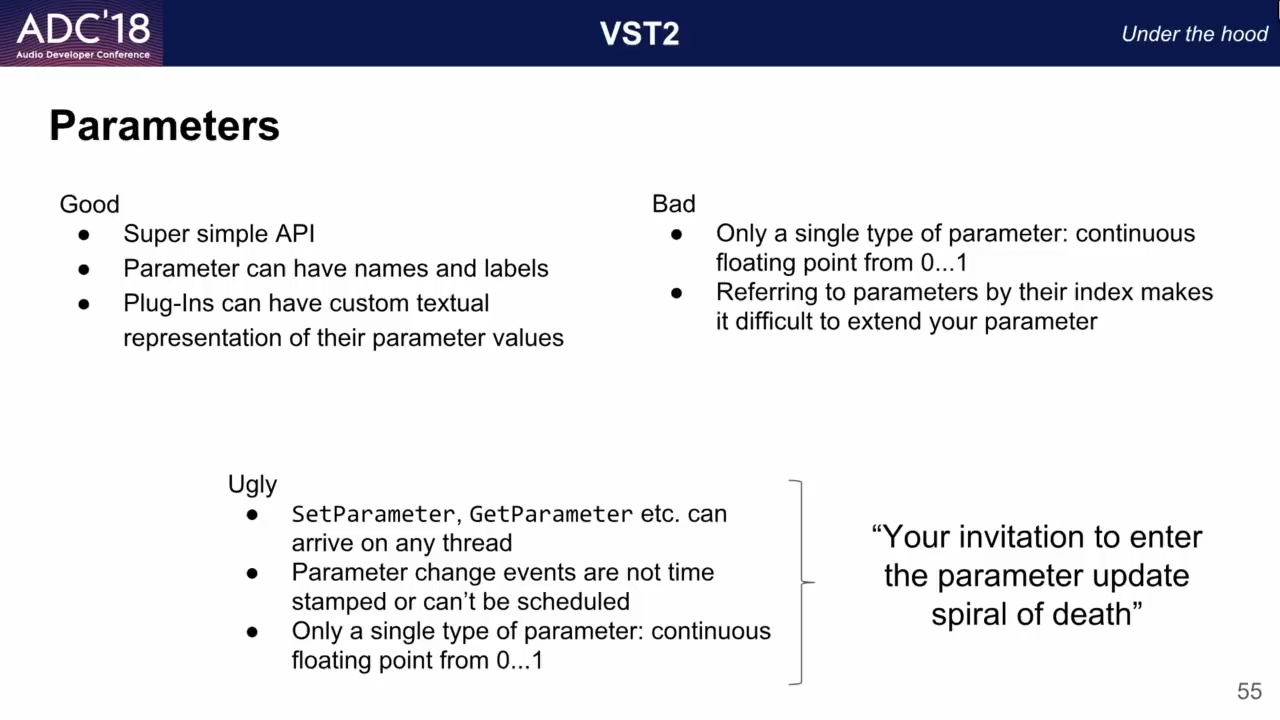 ADC'18
Audio Developer Conference
VST2
Under the hood
Parameters
Good
● Super simple API
● Parameter can have names and labels
● Plug-Ins can have custom textual
representation of their parameter values
Bad
● Only a single type of parameter: continuous
floating point from 0...1
● Referring to parameters by their index makes
it difficult to extend your parameter
Ugly
● SetParameter, GetParameter etc. can
arrive on any thread
● Parameter change events are not time
stamped or can’t be scheduled
● Only a single type of parameter: continuous
floating point from 0...1
“Your invitation to enter
the parameter update
spiral of death”
55